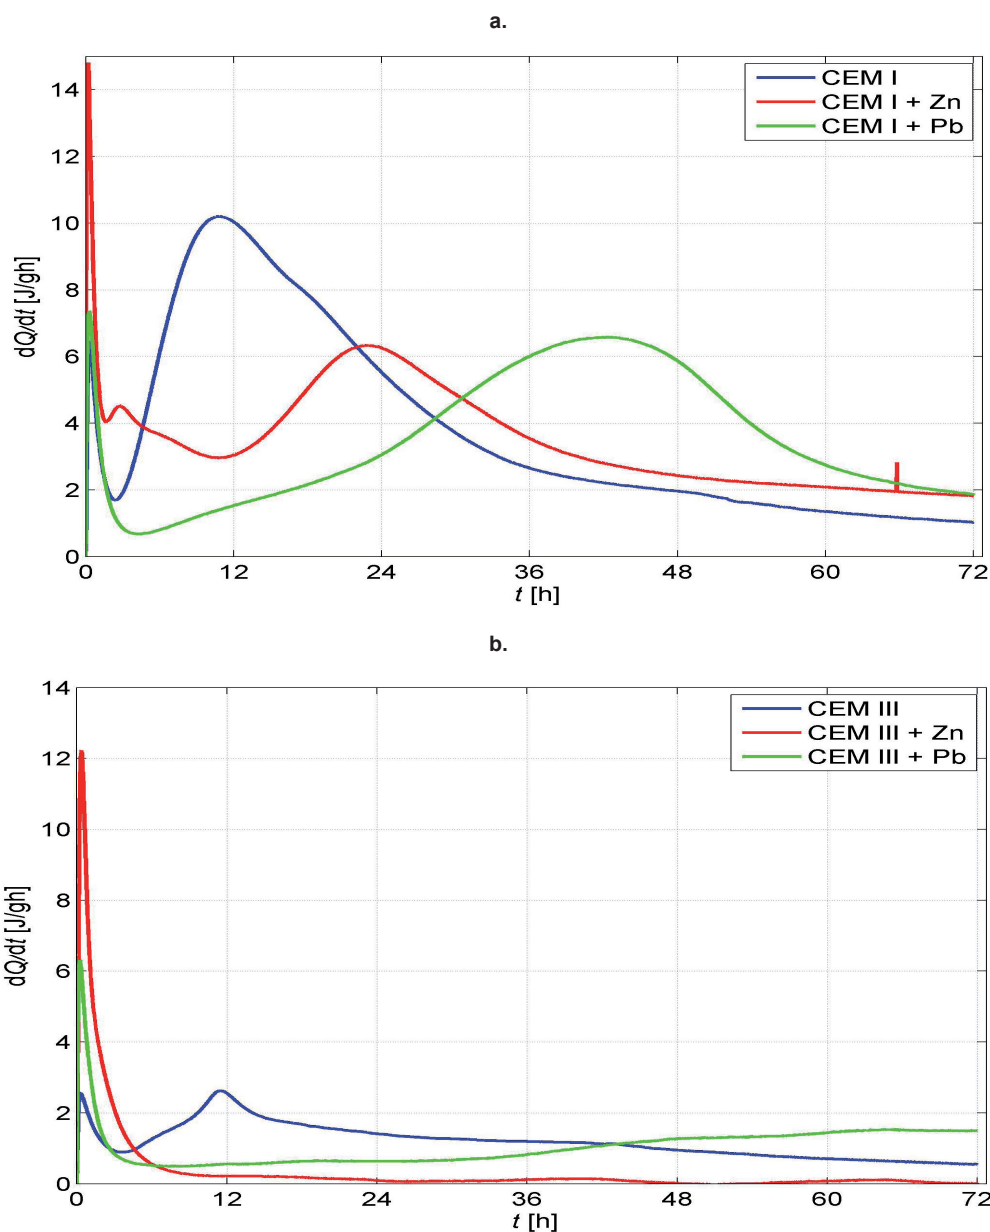 a.
CEM I
CEM I + Zn
CEM I + Pb
dQ/dt [J/gh]
14
12
10
8
6
4
2
0
0 12 24 36 48 60 72
t [h]
b.
CEM III
CEM III + Zn
CEM III + Pb
dQ/dt [J/gh]
14
12
10
8
6
4
2
0
0 12 24 36 48 60 72
t [h]